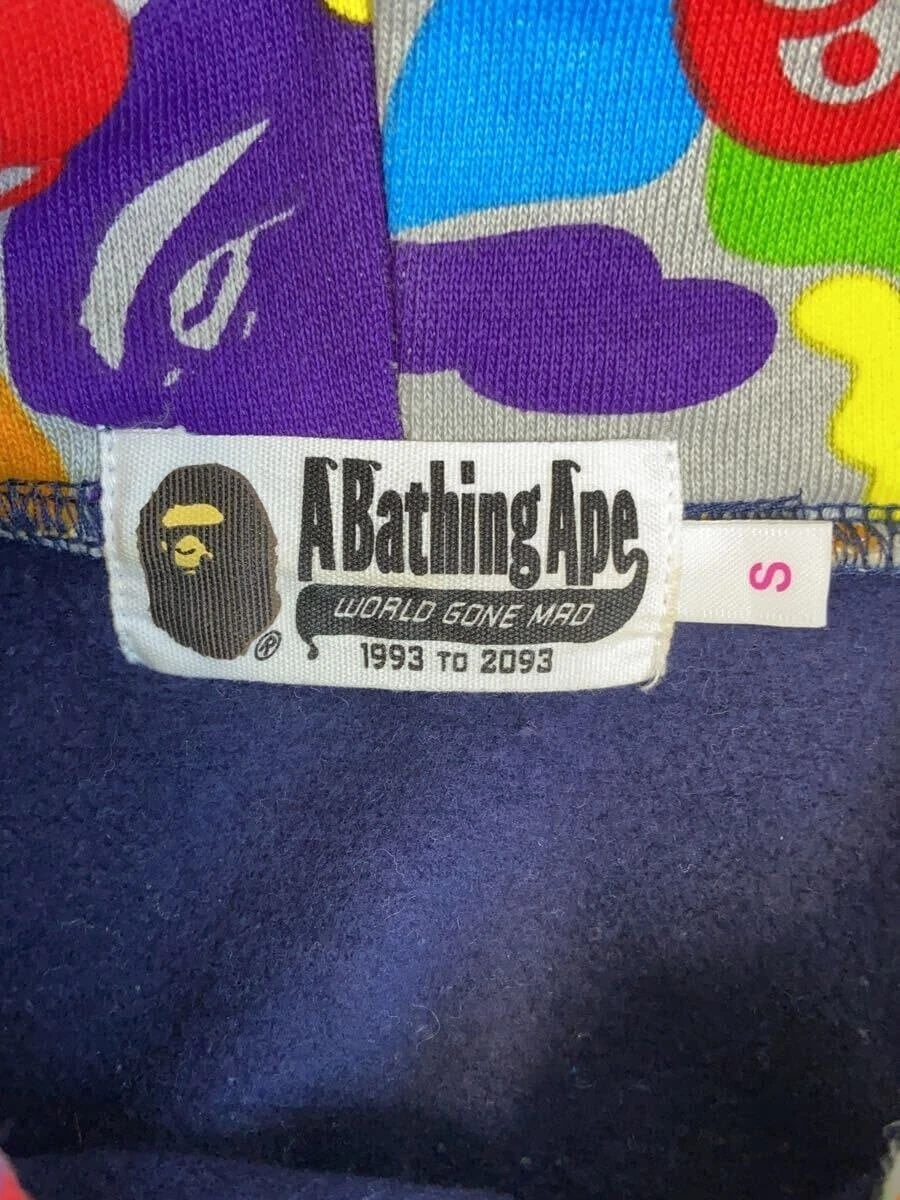 A Bathing Ape
WORLD GONE MAD
1993 TO 2093
®
S